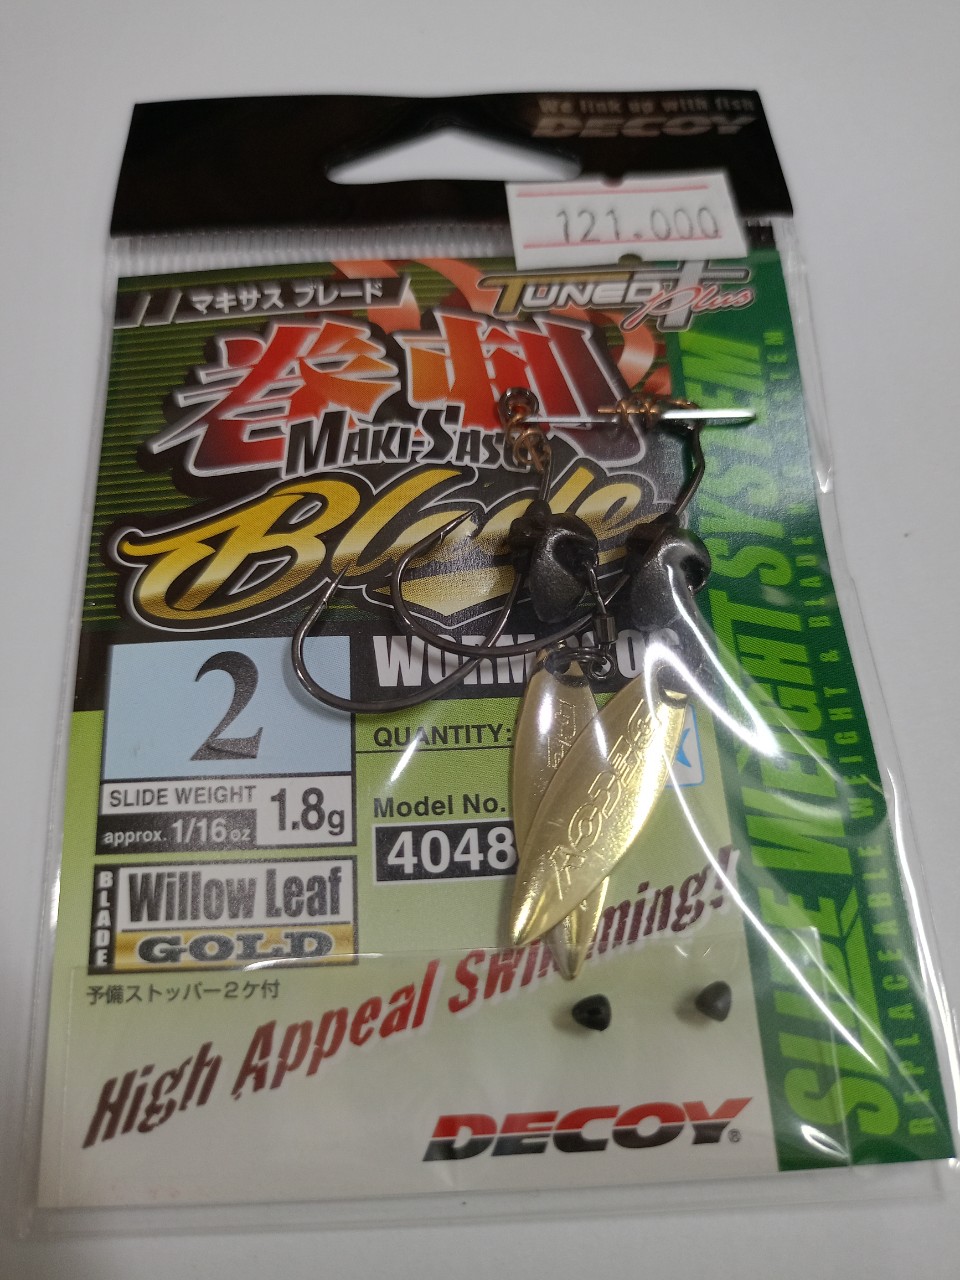 We link up with fish
DECOY
121.000
マキサス ブレード
TUNED Plus
巻刺
MAKI-SASU
Blade
WORM
2
QUANTITY:
SLIDE WEIGHT
approx. 1/16 oz
1.8g
Model No.
4048
BLADE
Willow Leaf
GOLD
予備ストッパー2ケ付
High Appeal Swimming!!
DECOY®
SLIDE WEIGHT SYSTEM
REPLACEABLE WEIGHT & BLADE SYSTEM
DECOY